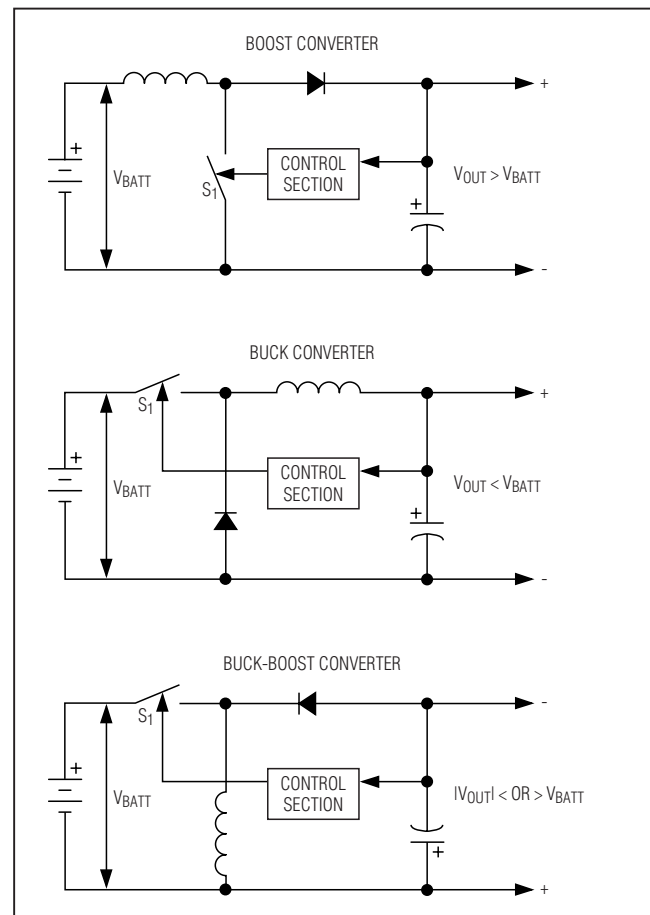 BOOST CONVERTER
+
+
VBATT
S1
CONTROL
SECTION
VOUT > VBATT
+
-
BUCK CONVERTER
+
S1
+
VBATT
CONTROL
SECTION
VOUT < VBATT
+
-
BUCK-BOOST CONVERTER
-
S1
+
VBATT
CONTROL
SECTION
|VOUT| < OR > VBATT
+
+